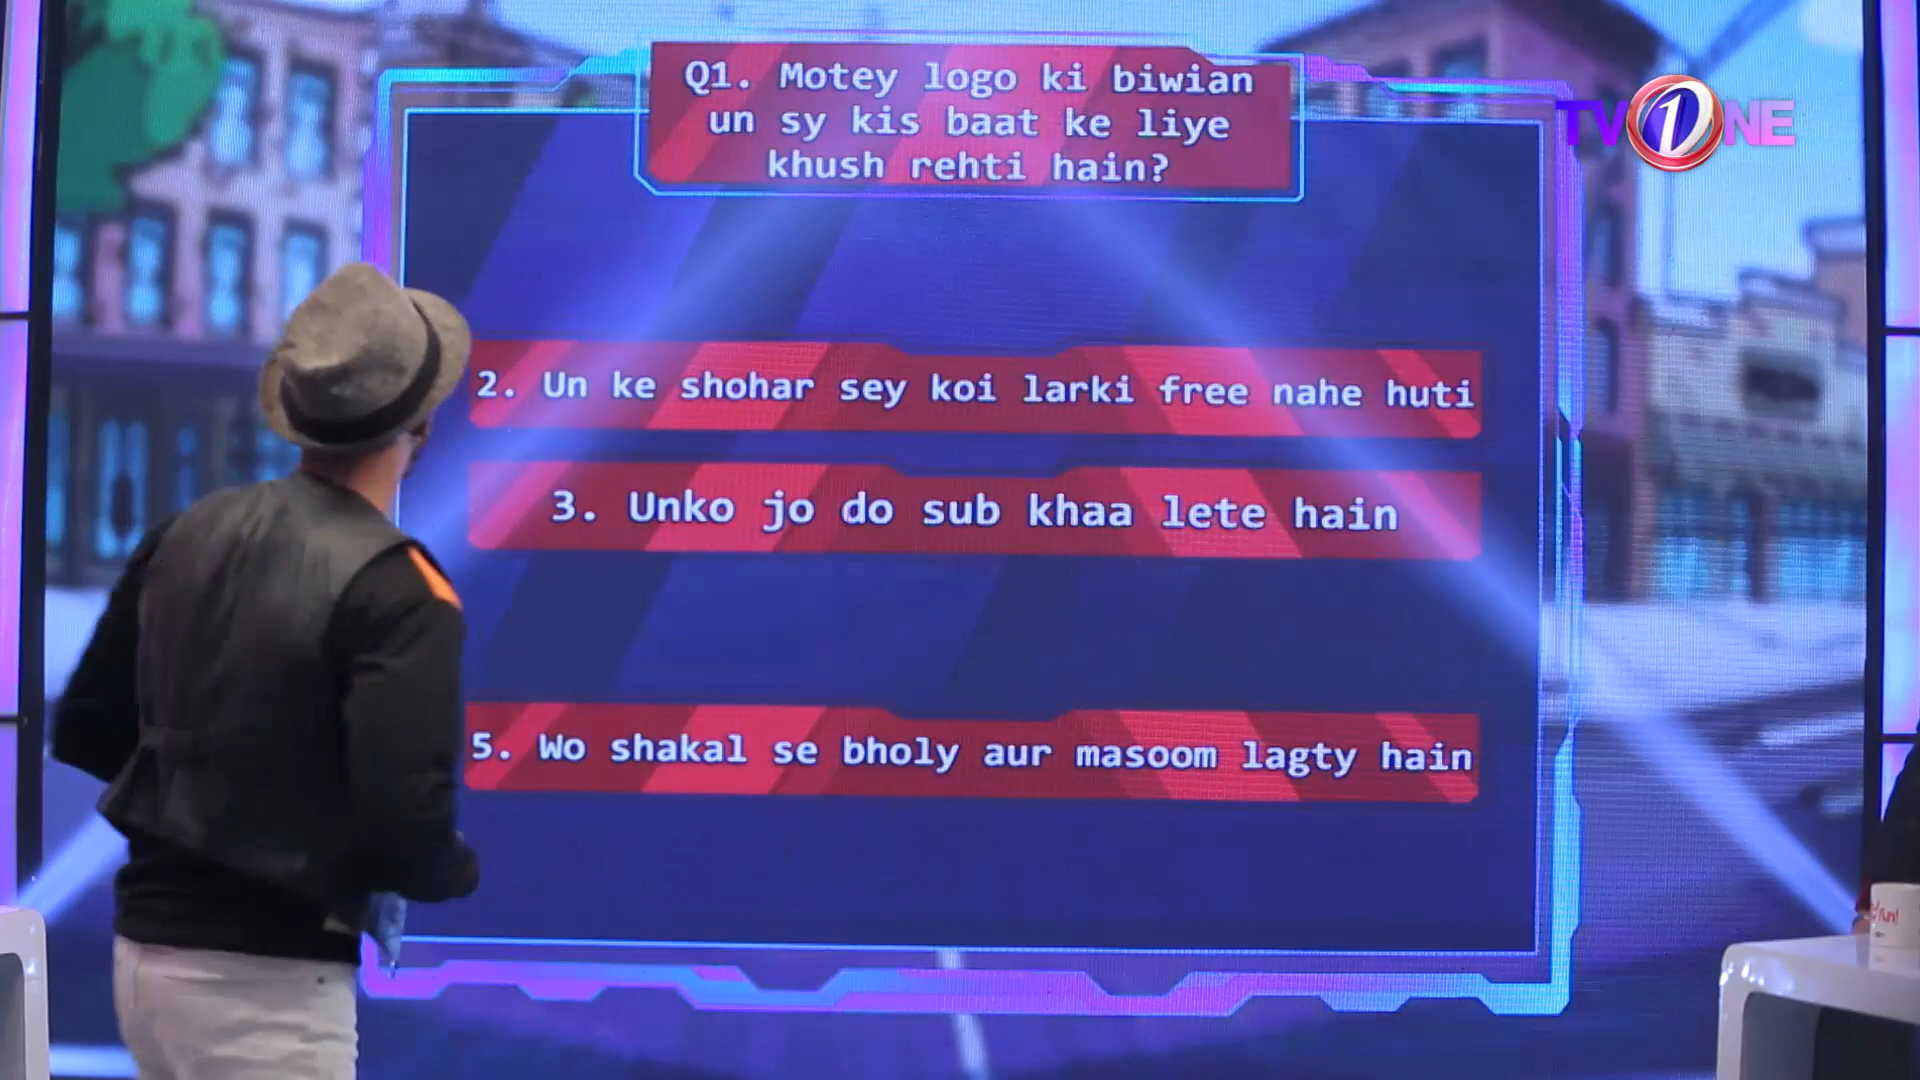 Q1. Motey logo ki biwian
un sy kis baat ke liye
khush rehti hain?
TV1NE
2. Un ke shohar sey koi larki free nahe huti
3. Unko jo do sub khaa lete hain
5. Wo shakal se bholy aur masoom lagty hain
fun!